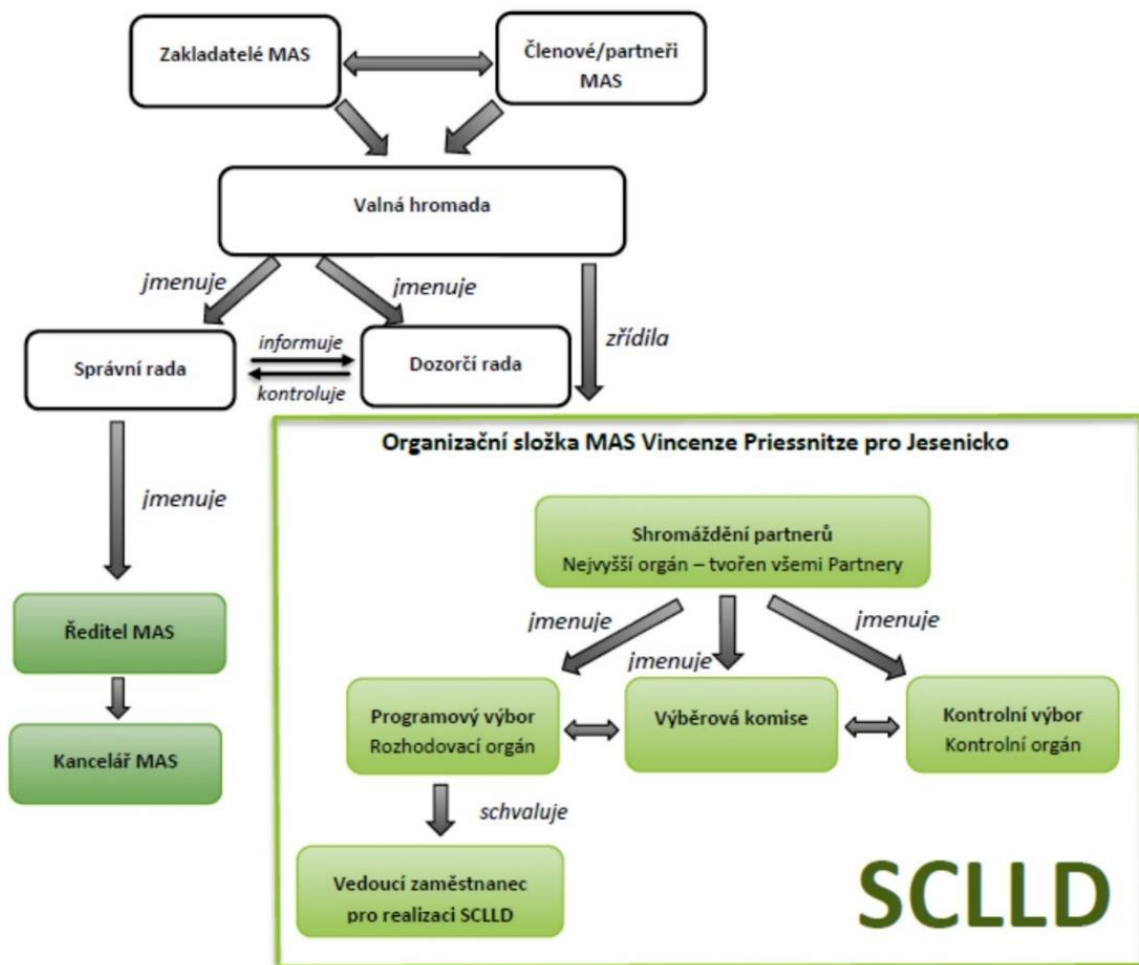 Zakladatelé MAS
Členové/partneři
MAS
Valná hromada
jmenuje
jmenuje
zřídila
Správní rada
informuje
kontroluje
Dozorčí rada
jmenuje
Ředitel MAS
Kancelář MAS
Organizační složka MAS Vincenze Priessnitze pro Jesenicko
Shromáždění partnerů
Nejvyšší orgán – tvořen všemi Partnery
jmenuje
jmenuje
jmenuje
Programový výbor
Rozhodovací orgán
Výběrová komise
Kontrolní výbor
Kontrolní orgán
schvaluje
Vedoucí zaměstnanec
pro realizaci SCLLD
SCLLD